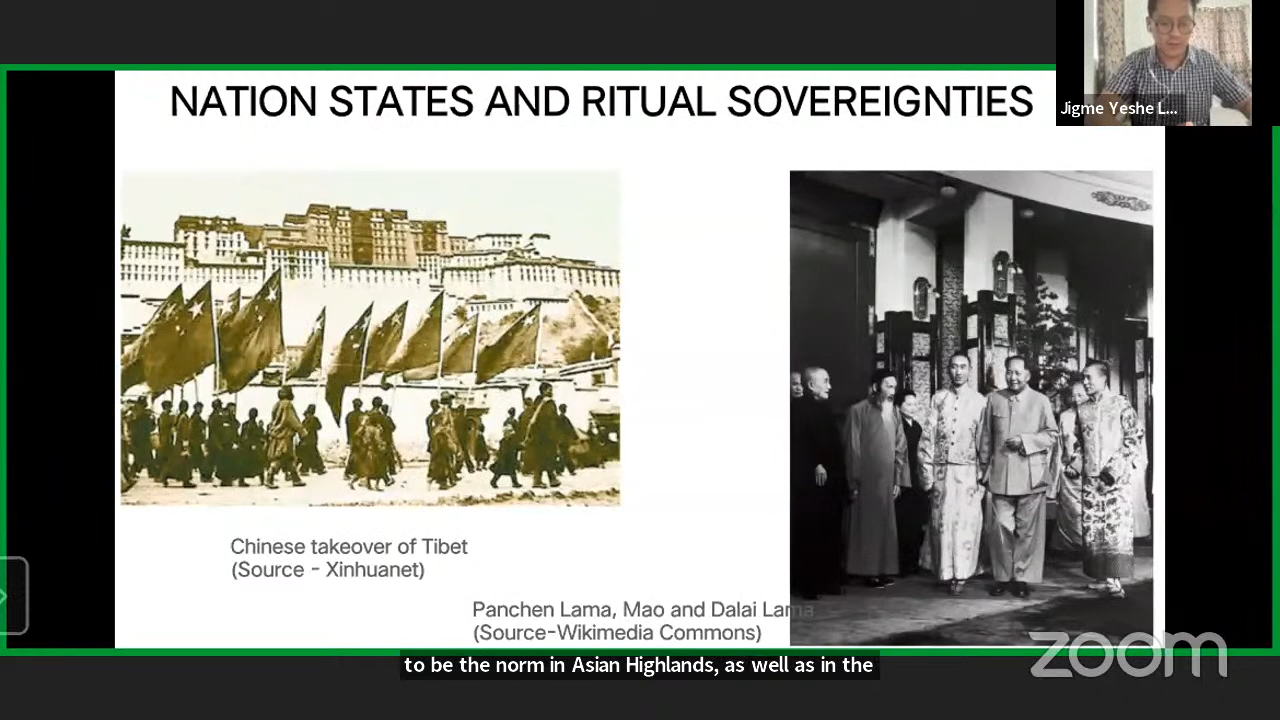 NATION STATES AND RITUAL SOVEREIGNTIES
Jigme Yeshe L...
Chinese takeover of Tibet
(Source - Xinhuanet)
Panchen Lama, Mao and Dalai Lama
(Source-Wikimedia Commons)
zoom
to be the norm in Asian Highlands, as well as in the